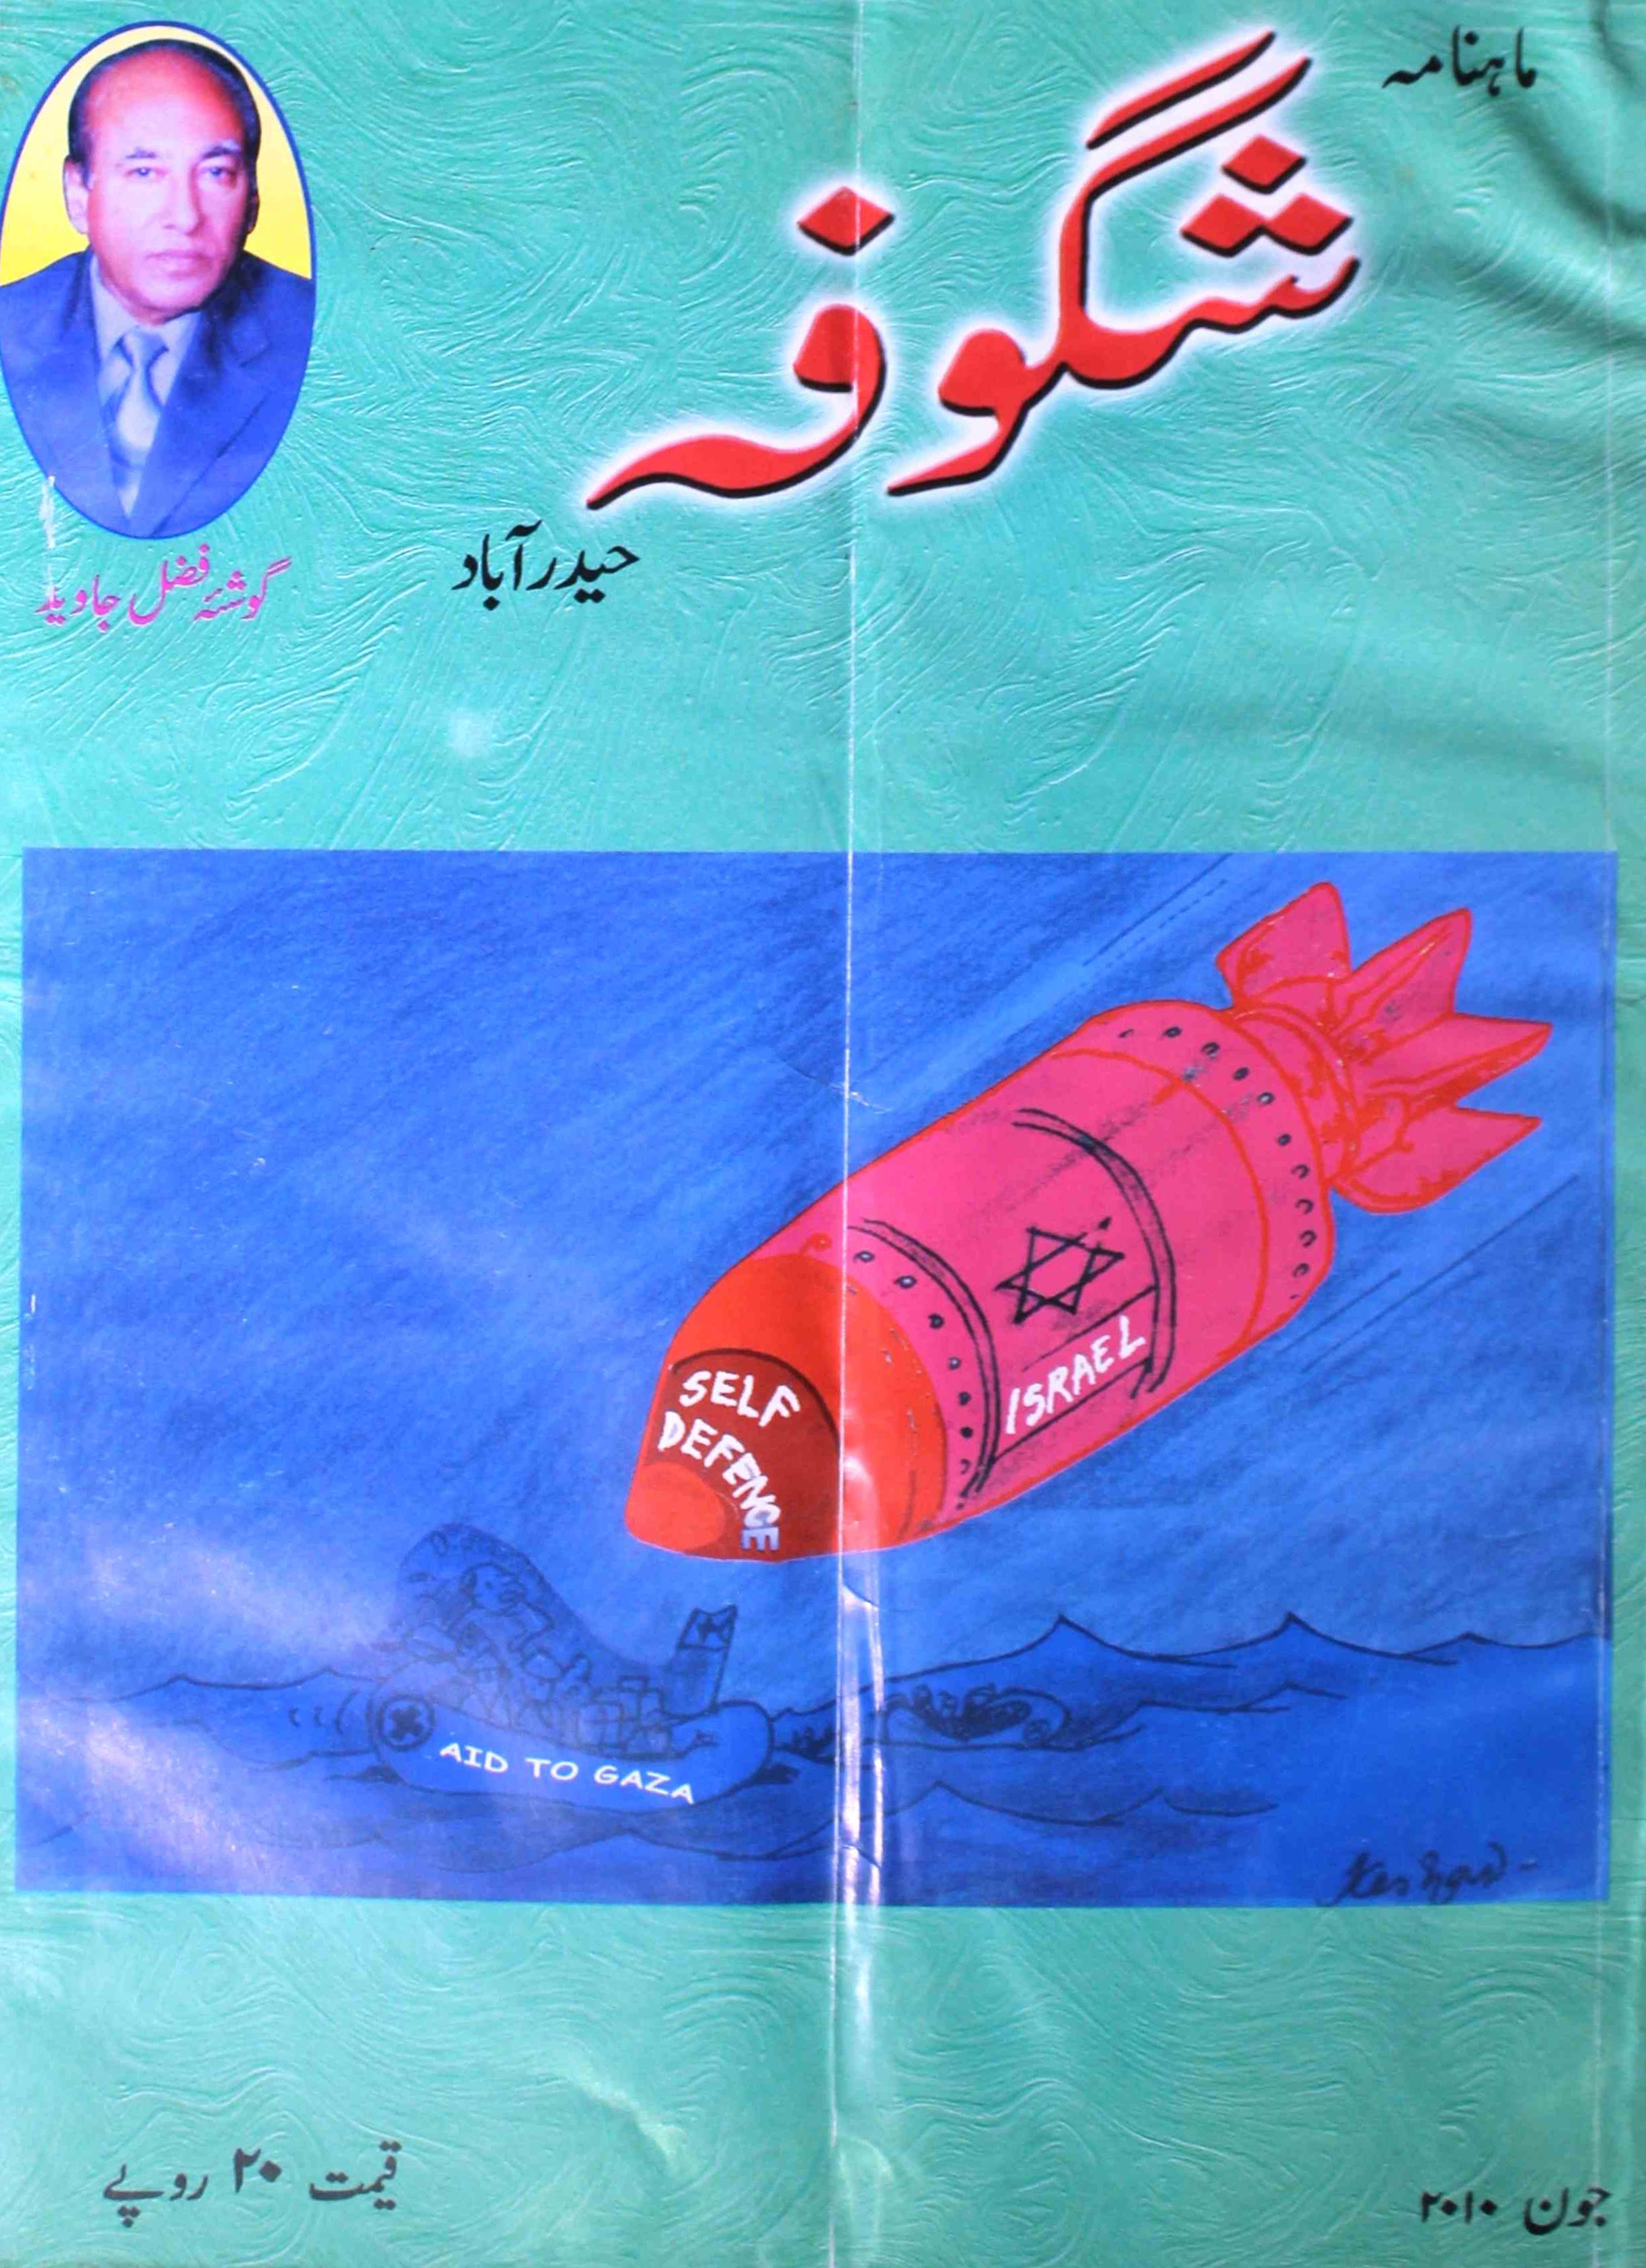 ماہنامہ
شگوفہ
حیدرآباد
گوشۂ فضل جاوید
SELF
DEFENCE
ISRAEL
AID TO GAZA
قیمت ۲۰ روپے
جون ۲۰۱۰